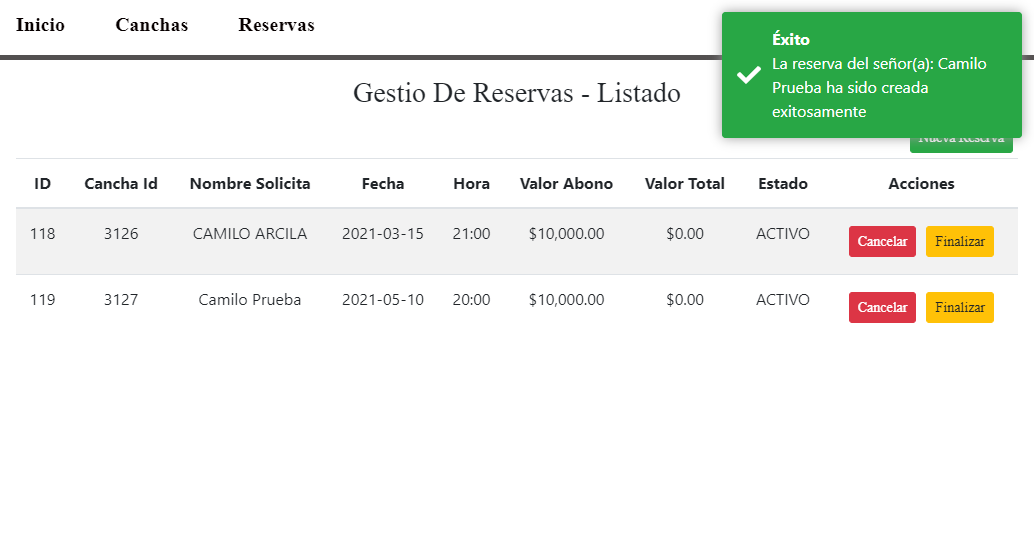 Inicio Canchas Reservas
Éxito
La reserva del señor(a): Camilo
Prueba ha sido creada
exitosamente
Gestio De Reservas - Listado
Nueva Reserva
ID Cancha Id Nombre Solicita Fecha Hora Valor Abono Valor Total Estado Acciones
118 3126 CAMILO ARCILA 2021-03-15 21:00 $10,000.00 $0.00 ACTIVO Cancelar Finalizar
119 3127 Camilo Prueba 2021-05-10 20:00 $10,000.00 $0.00 ACTIVO Cancelar Finalizar